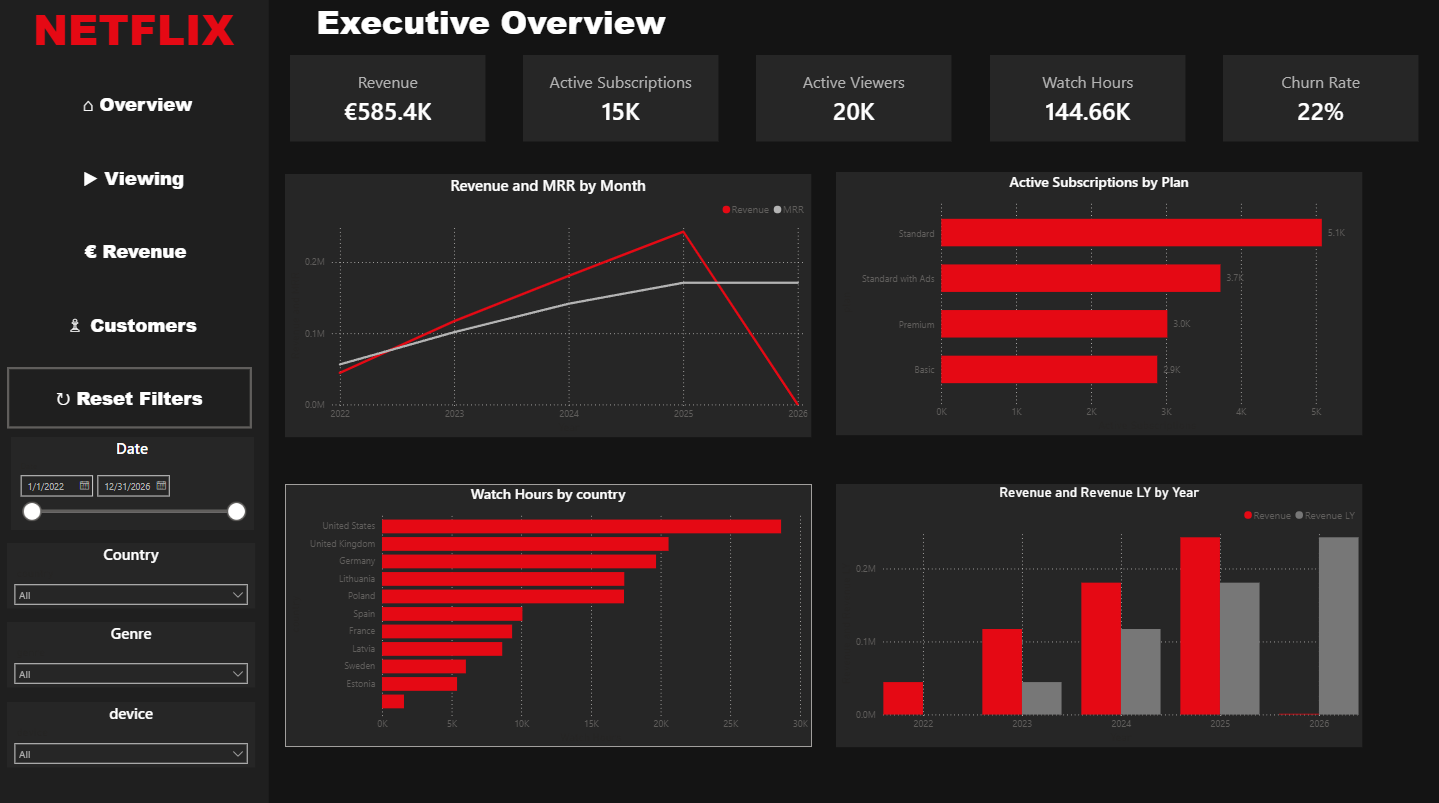 NETFLIX
⌂ Overview
▶ Viewing
€ Revenue
♗ Customers
↻ Reset Filters
Date
1/1/2022 12/31/2026
Country
All
Genre
All
device
All
Executive Overview
Revenue
€585.4K
Active Subscriptions
15K
Active Viewers
20K
Watch Hours
144.66K
Churn Rate
22%
Revenue and MRR by Month
Revenue MRR
0.2M
0.1M
0.0M
2022 2023 2024 2025 2026
Active Subscriptions by Plan
Standard 5.1K
Standard with Ads 3.7K
Premium 3.0K
Basic 2.9K
0K 1K 2K 3K 4K 5K
Watch Hours by country
United States
United Kingdom
Germany
Lithuania
Poland
Spain
France
Latvia
Sweden
Estonia
0K 5K 10K 15K 20K 25K 30K
Revenue and Revenue LY by Year
Revenue Revenue LY
0.2M
0.1M
0.0M
2022 2023 2024 2025 2026